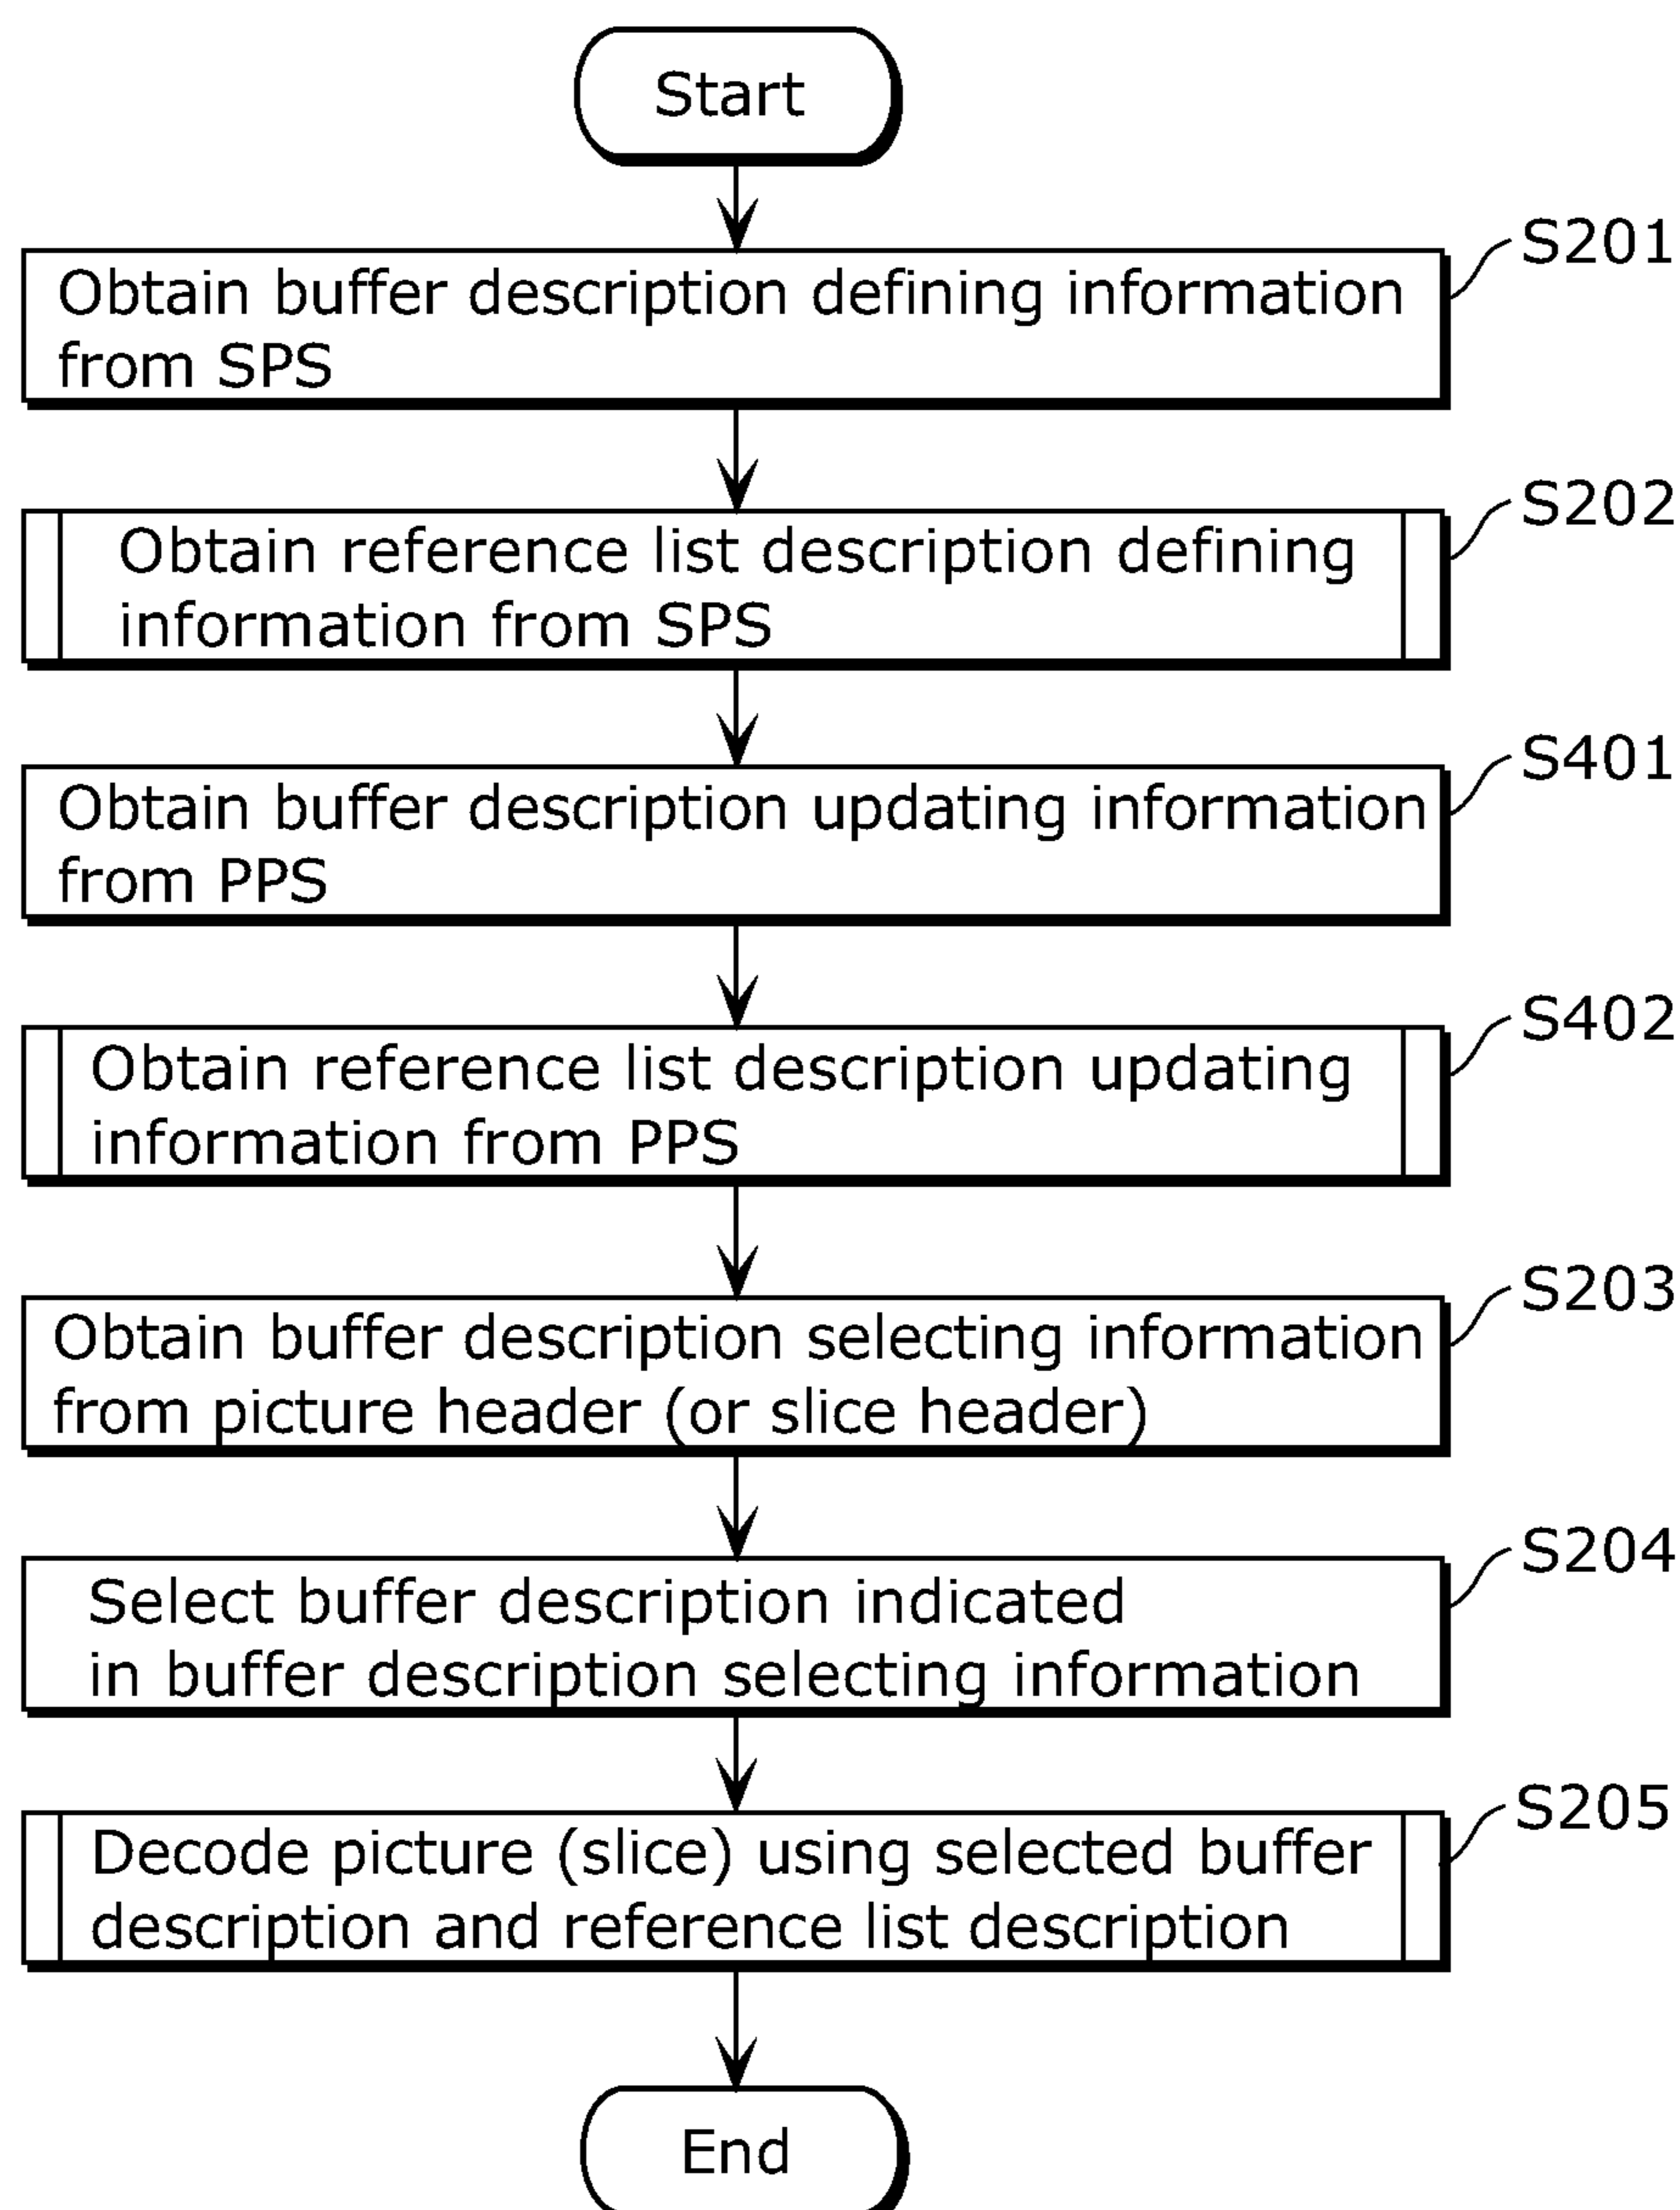 Start
S201
Obtain buffer description defining information
from SPS
S202
Obtain reference list description defining
information from SPS
S401
Obtain buffer description updating information
from PPS
S402
Obtain reference list description updating
information from PPS
S203
Obtain buffer description selecting information
from picture header (or slice header)
S204
Select buffer description indicated
in buffer description selecting information
S205
Decode picture (slice) using selected buffer
description and reference list description
End